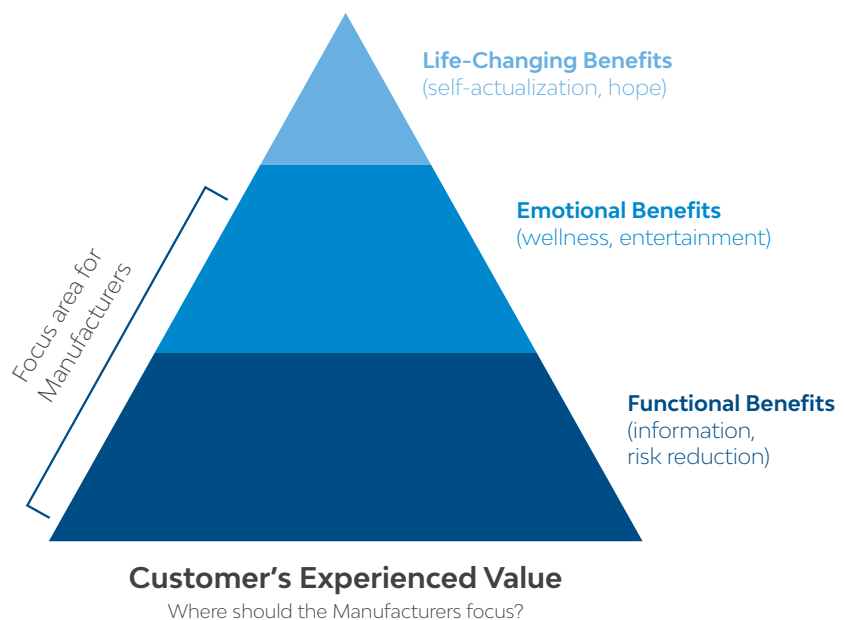 Life-Changing Benefits
(self-actualization, hope)
Emotional Benefits
(wellness, entertainment)
Focus area for
Manufacturers
Functional Benefits
(information,
risk reduction)
Customer’s Experienced Value
Where should the Manufacturers focus?